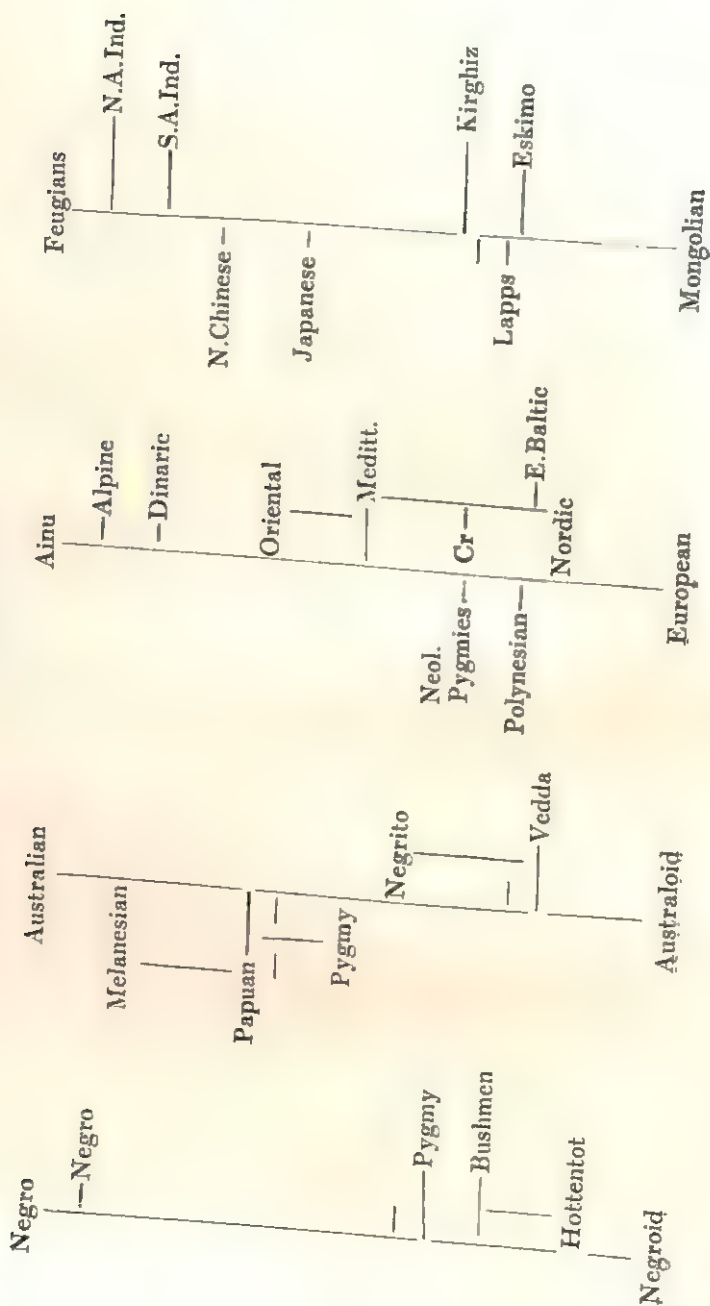 Negro
Negro
Pygmy
Bushmen
Hottentot
Negroid
Australian
Melanesian
Papuan
Pygmy
Negrito
Vedda
Australoid
Ainu
Alpine
Dinaric
Oriental
Meditt.
Neol.
Pygmies
Cr
Polynesian
E.Baltic
Nordic
European
Feugians
N.A.Ind.
S.A.Ind.
N.Chinese
Japanese
Kirghiz
Lapps
Eskimo
Mongolian